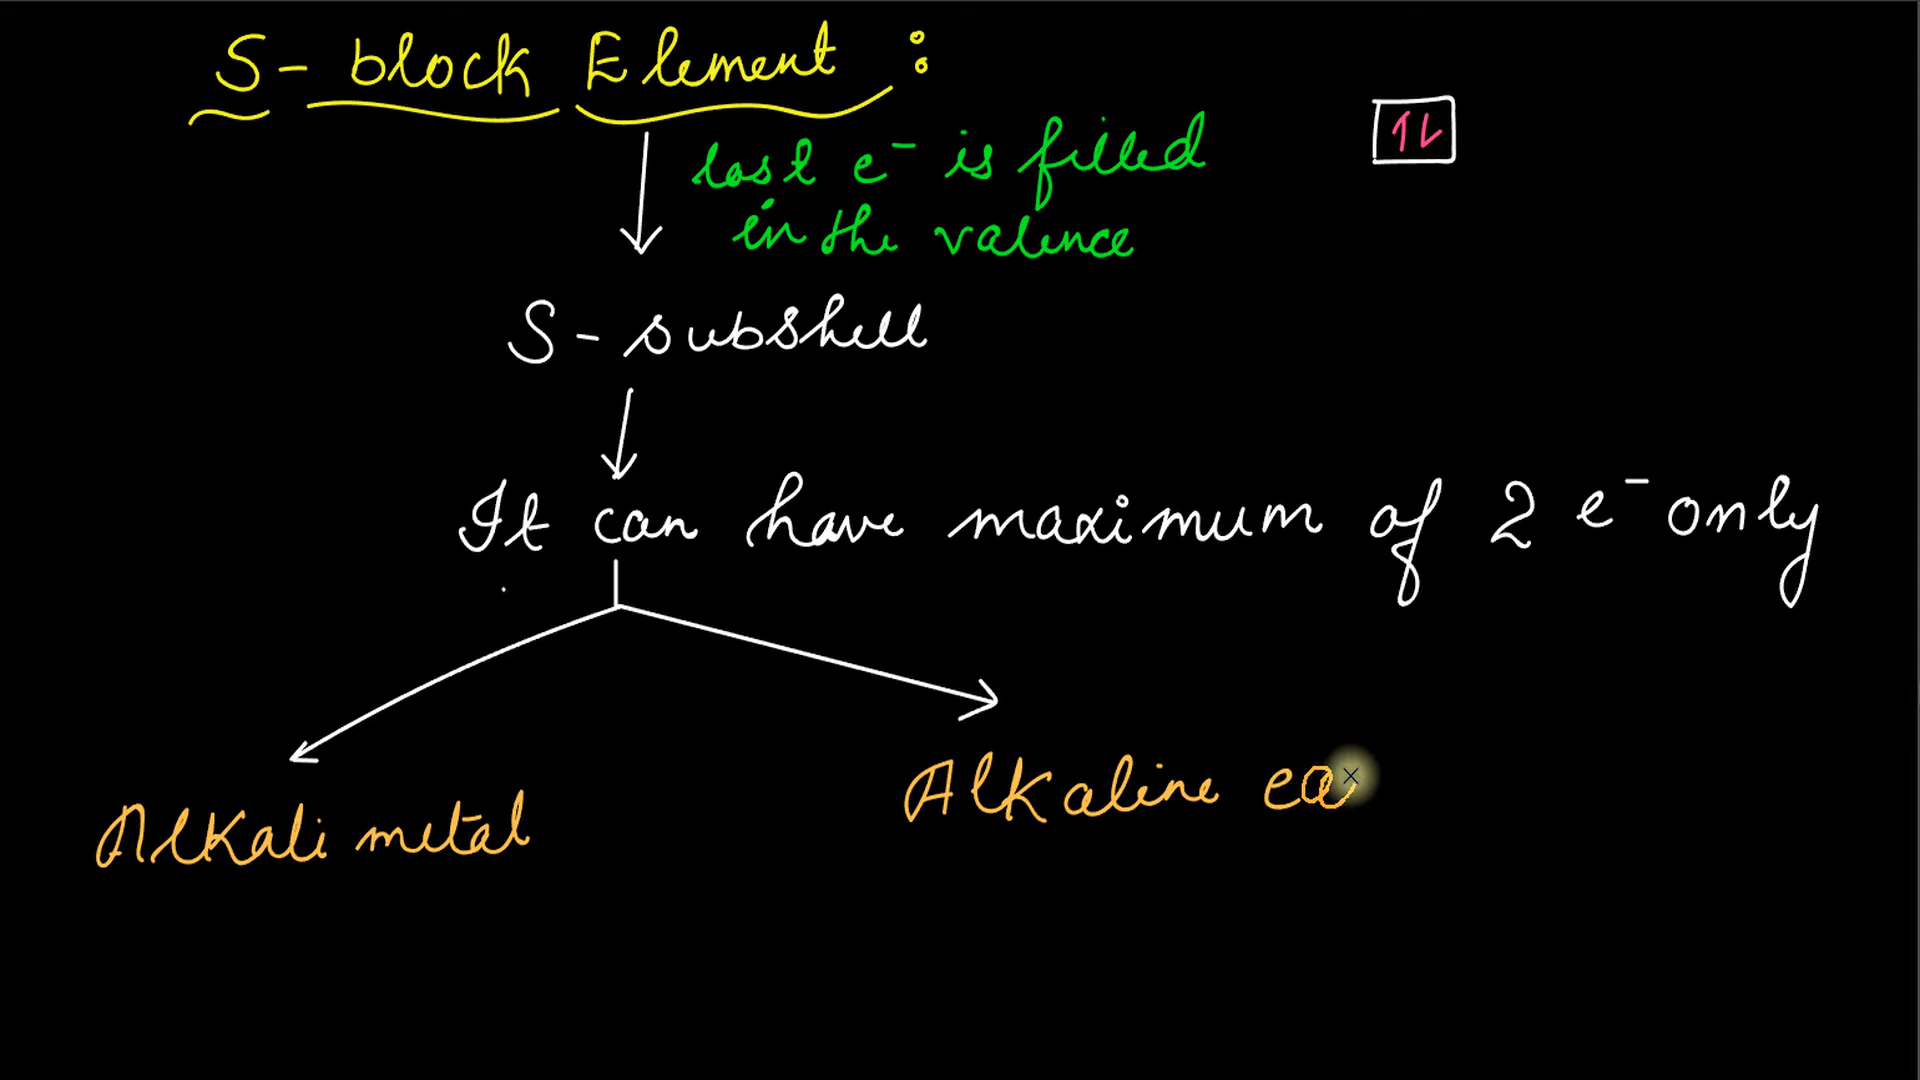 S- block Element :
last e⁻ is filled
in the valence
S- subshell
It can have maximum of 2 e⁻ only
Alkali metal
Alkaline ea